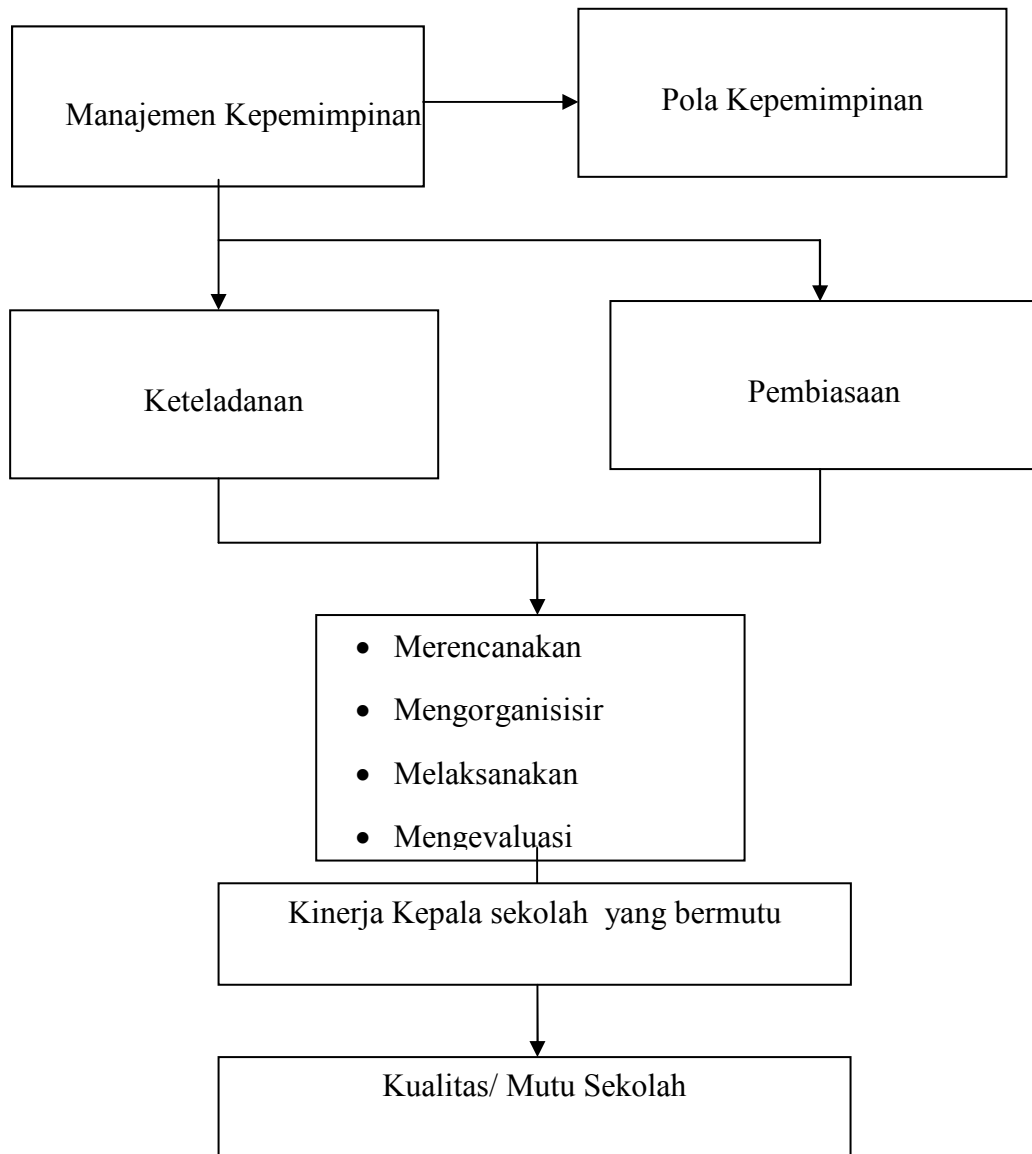 Manajemen Kepemimpinan
Pola Kepemimpinan
Keteladanan
Pembiasaan
• Merencanakan
• Mengorganisisir
• Melaksanakan
• Mengevaluasi
Kinerja Kepala sekolah yang bermutu
Kualitas/ Mutu Sekolah